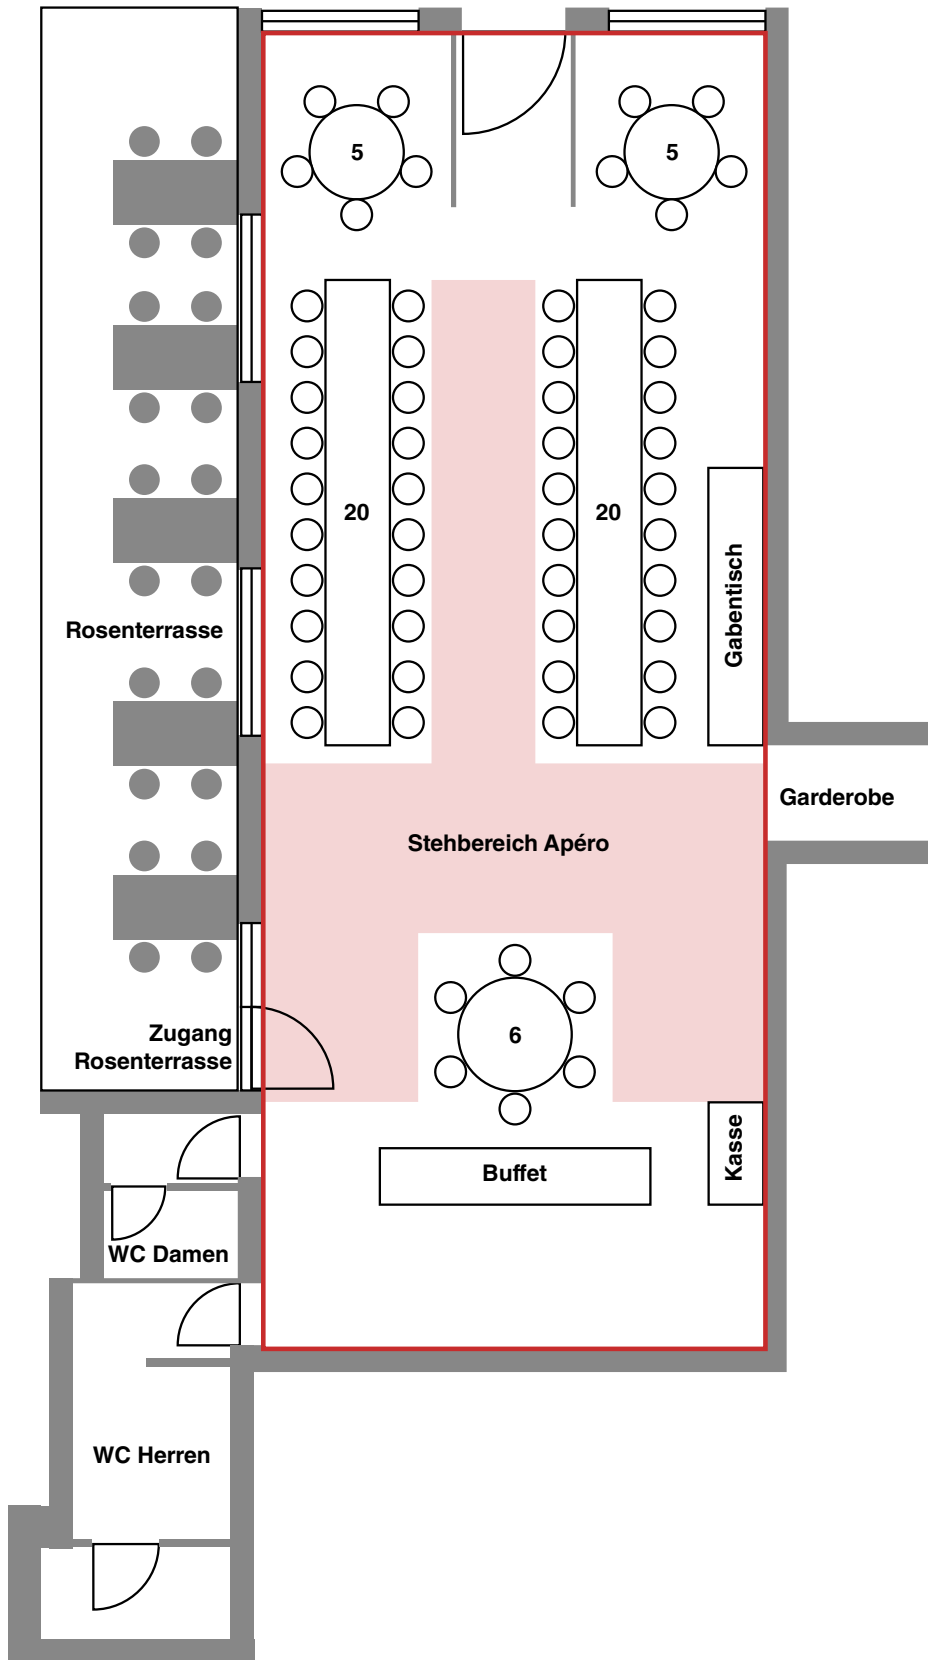 5
5
20
20
Gabentisch
Rosenterrasse
Garderobe
Stehbereich Apéro
Zugang
Rosenterrasse
6
Kasse
Buffet
WC Damen
WC Herren